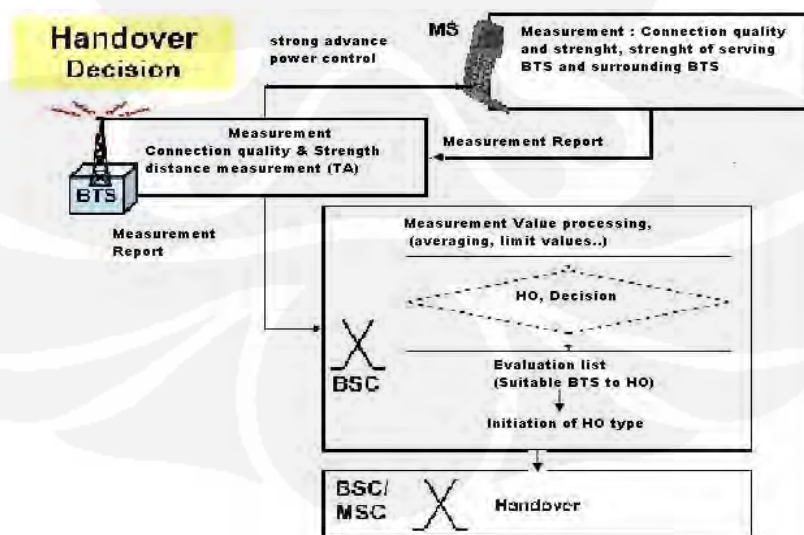 Handover
Decision
strong advance
power control
MS
Measurement : Connection quality
and strenght, strenght of serving
BTS and surrounding BTS
Measurement
Connection quality & Strength
distance measurement (TA)
Measurement Report
BTS
Measurement
Report
Measurement Value processing,
(averaging, limit values..)
HO, Decision
BSC
Evaluation list
(Suitable BTS to HO)
Initiation of HO type
BSC/
MSC
Handover